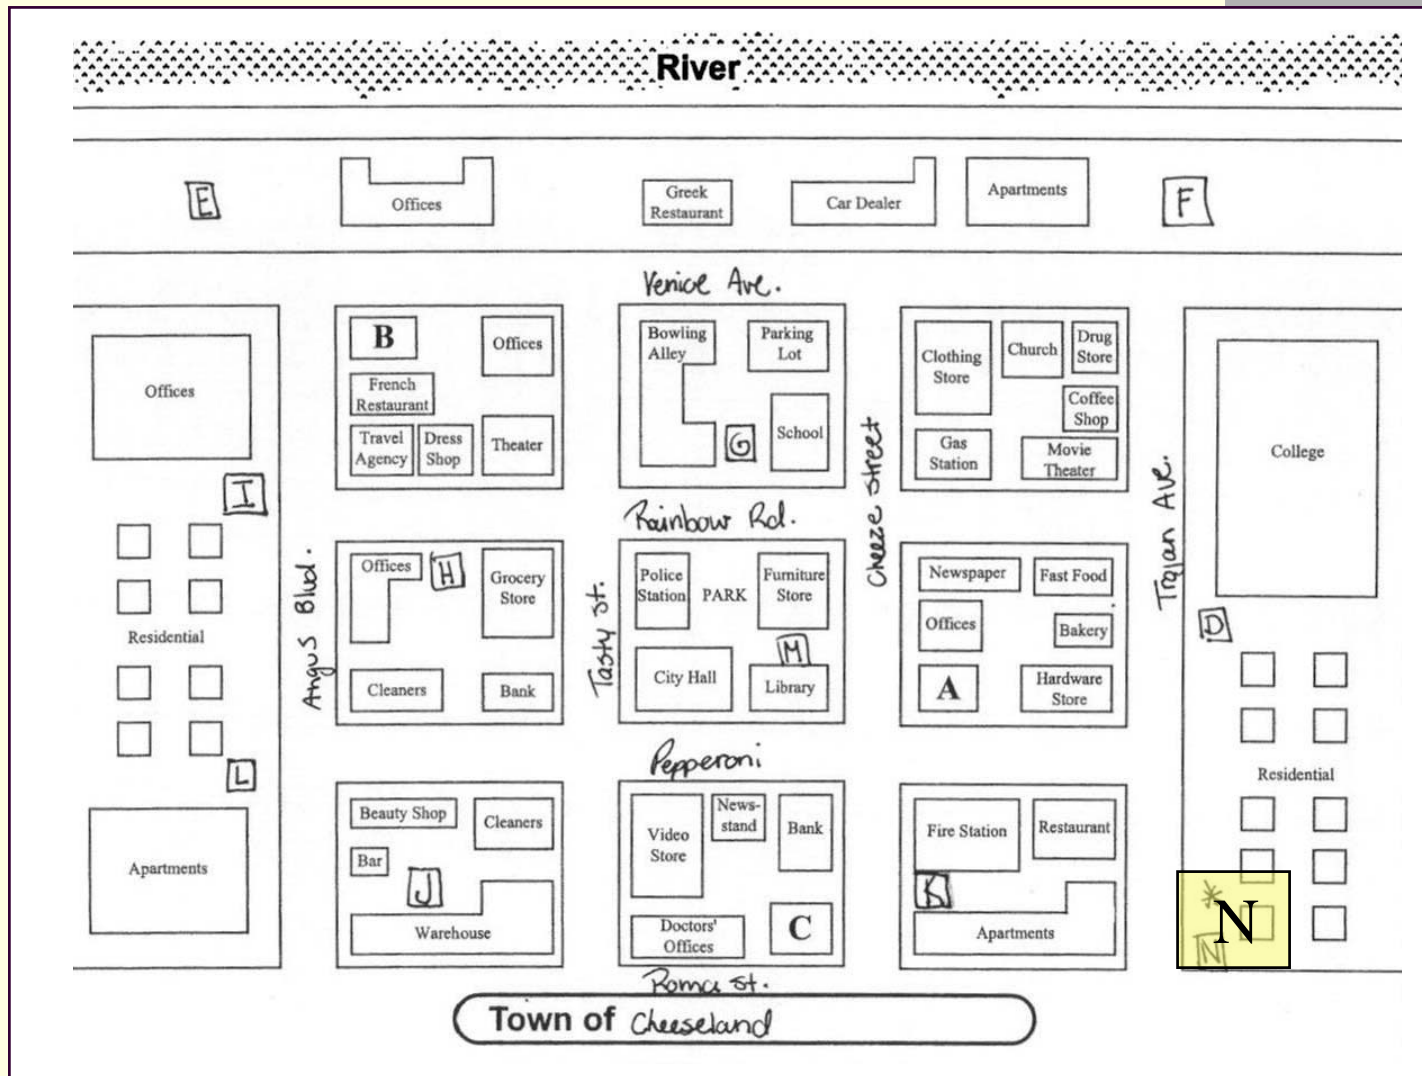 River
E
Offices
Greek
Restaurant
Car Dealer
Apartments
F
Venice Ave.
Offices
B
Offices
French
Restaurant
Travel
Agency
Dress
Shop
Theater
Bowling
Alley
Parking
Lot
G
School
Clothing
Store
Church
Drug
Store
Coffee
Shop
Gas
Station
Movie
Theater
College
I
Rainbow Rd.
Cheeze street
Trojan Ave.
Angus Blvd.
Tasty st.
Residential
Offices
H
Grocery
Store
Cleaners
Bank
Police
Station
PARK
Furniture
Store
M
City Hall
Library
Newspaper
Fast Food
Offices
Bakery
A
Hardware
Store
D
Residential
L
Pepperoni
Apartments
Beauty Shop
Cleaners
Bar
J
Warehouse
Video
Store
News-
stand
Bank
Doctors'
Offices
C
Fire Station
Restaurant
K
Apartments
*
N
N
Roma st.
Town of Cheeseland